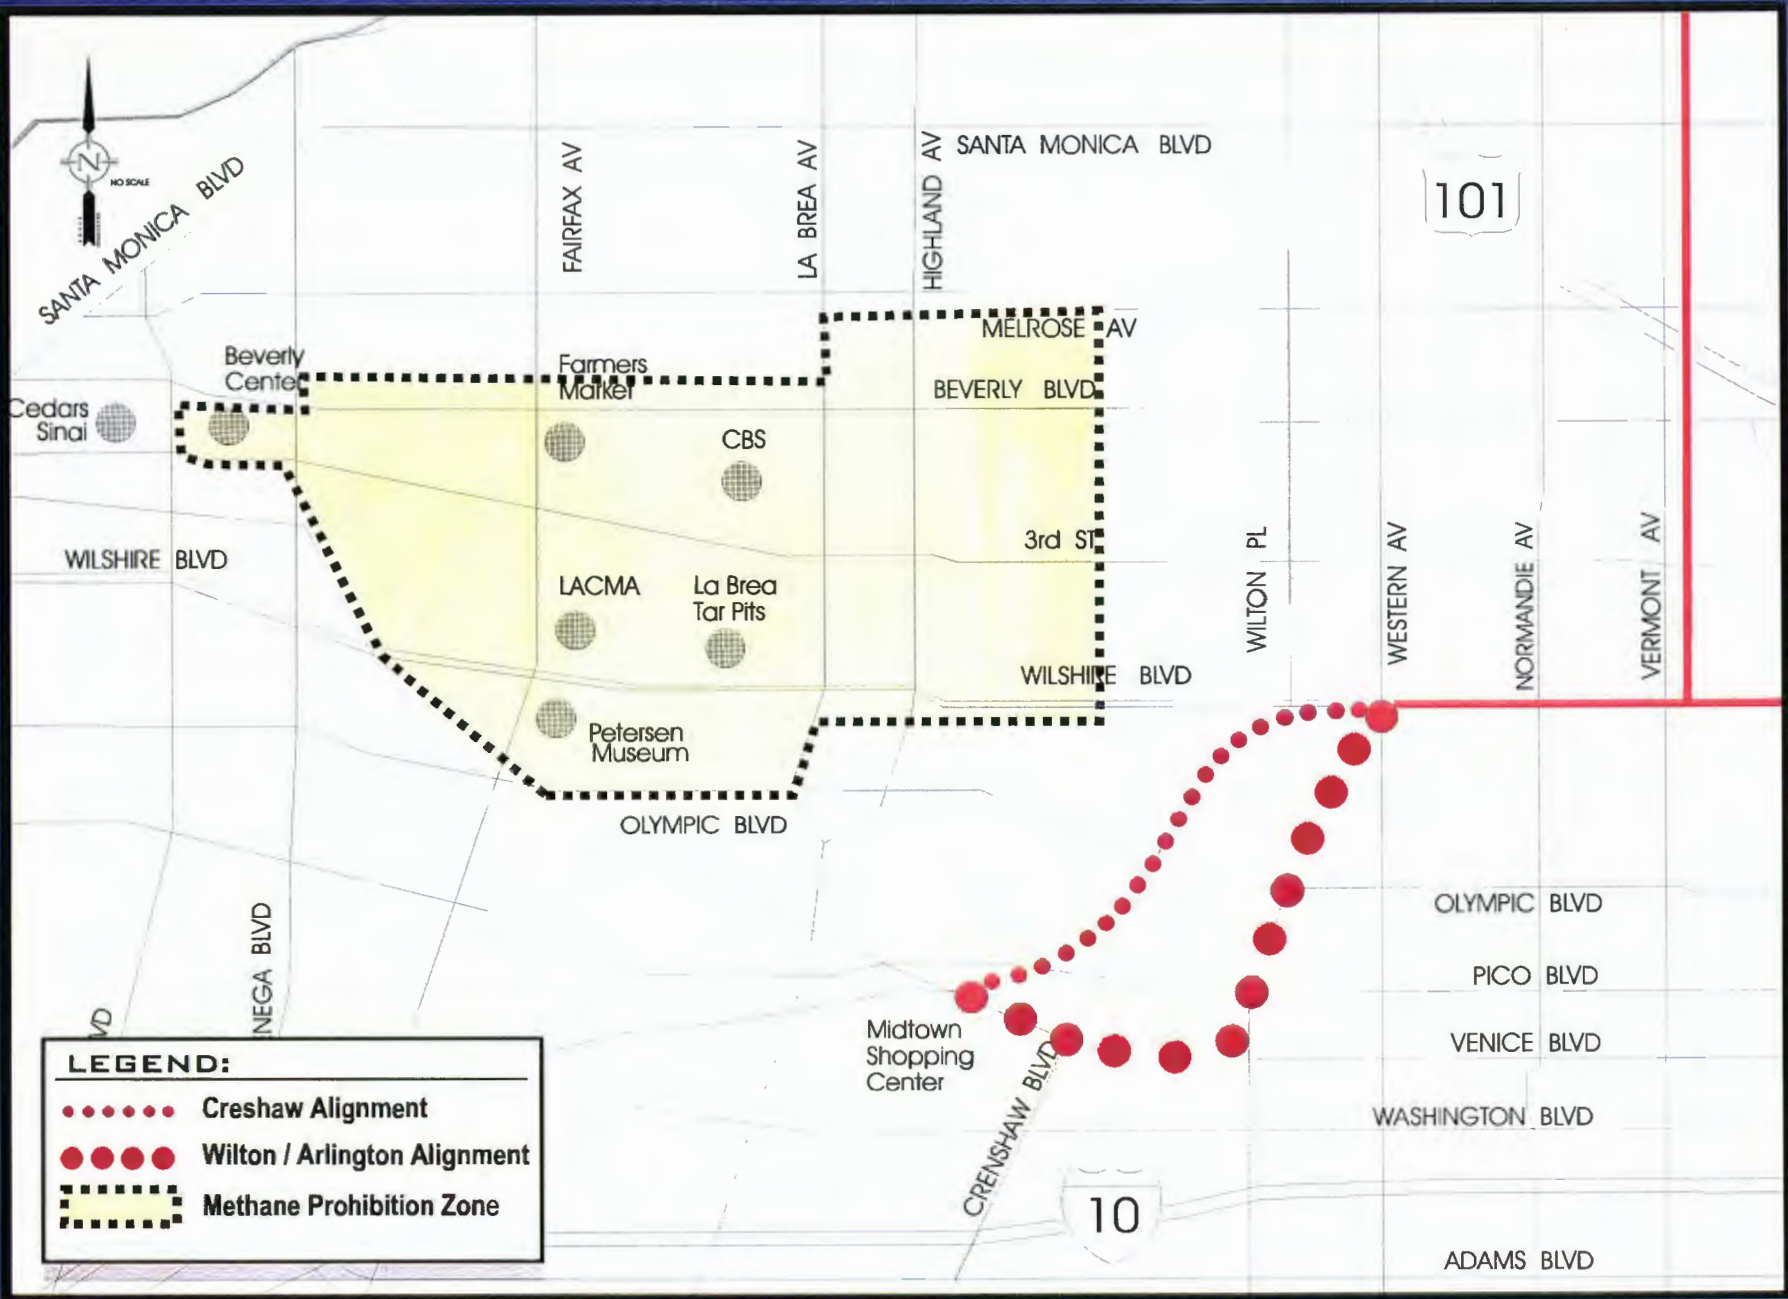 SANTA MONICA BLVD
101
N
NO SCALE
SANTA MONICA BLVD
FAIRFAX AV
LA BREA AV
HIGHLAND AV
MELROSE AV
Beverly
Center
Farmers
Market
BEVERLY BLVD
Cedars
Sinai
CBS
3rd ST
WILSHIRE BLVD
LACMA
La Brea
Tar Pits
WILTON PL
WESTERN AV
NORMANDIE AV
VERMONT AV
WILSHIRE BLVD
Petersen
Museum
OLYMPIC BLVD
OLYMPIC BLVD
ENEGA BLVD
VD
PICO BLVD
Midtown
Shopping
Center
VENICE BLVD
CRENSHAW BLVD
WASHINGTON BLVD
10
ADAMS BLVD
LEGEND:
Creshaw Alignment
Wilton / Arlington Alignment
Methane Prohibition Zone